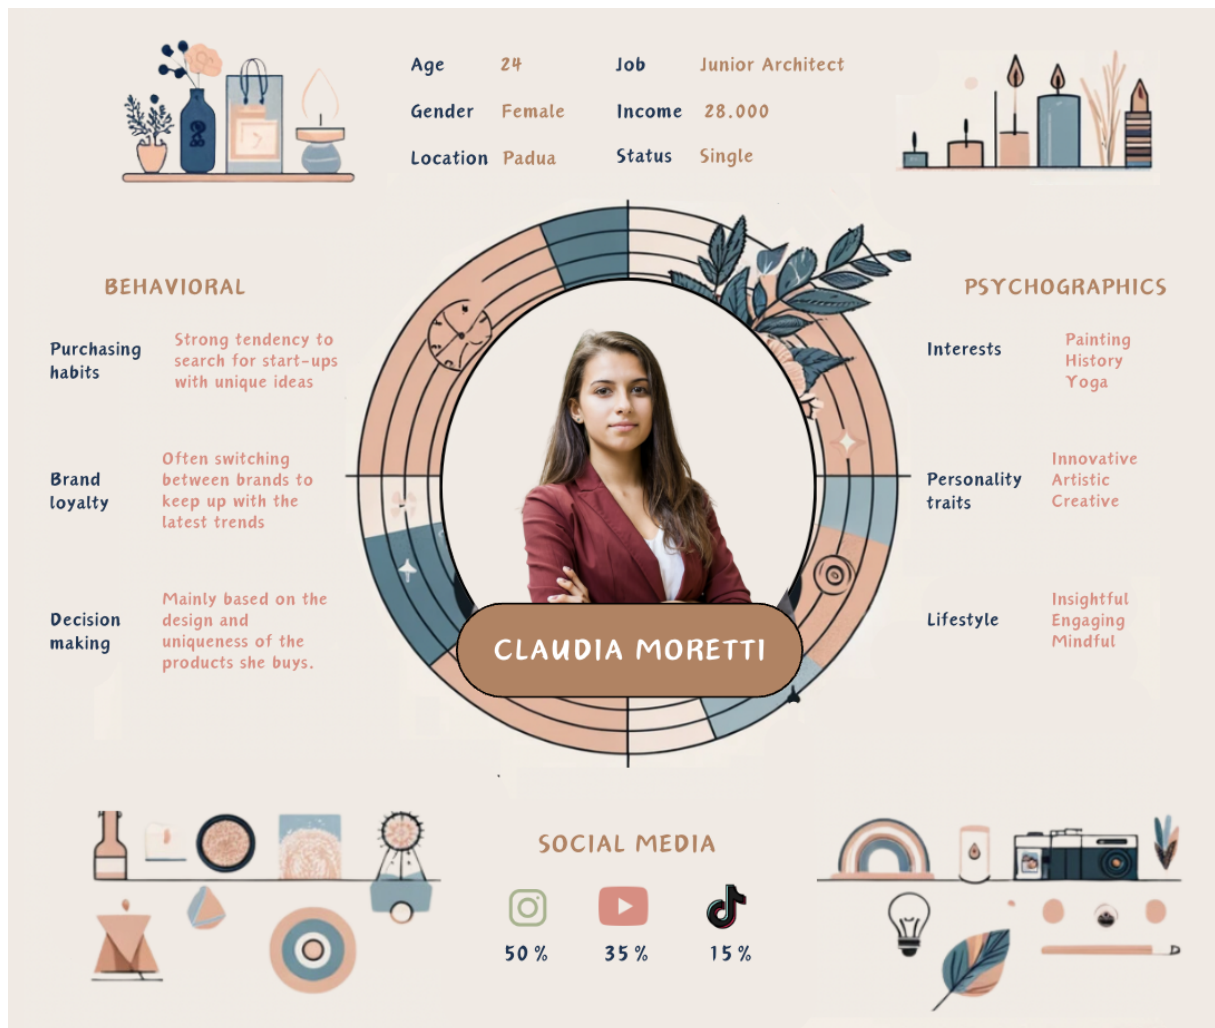 Age 24 Job Junior Architect
Gender Female Income 28.000
Location Padua Status Single
BEHAVIORAL
Purchasing habits
Strong tendency to
search for start-ups
with unique ideas
Brand loyalty
Often switching
between brands to
keep up with the
latest trends
Decision making
Mainly based on the
design and
uniqueness of the
products she buys.
CLAUDIA MORETTI
PSYCHOGRAPHICS
Interests
Painting
History
Yoga
Personality traits
Innovative
Artistic
Creative
Lifestyle
Insightful
Engaging
Mindful
SOCIAL MEDIA
50 % 35 % 15 %